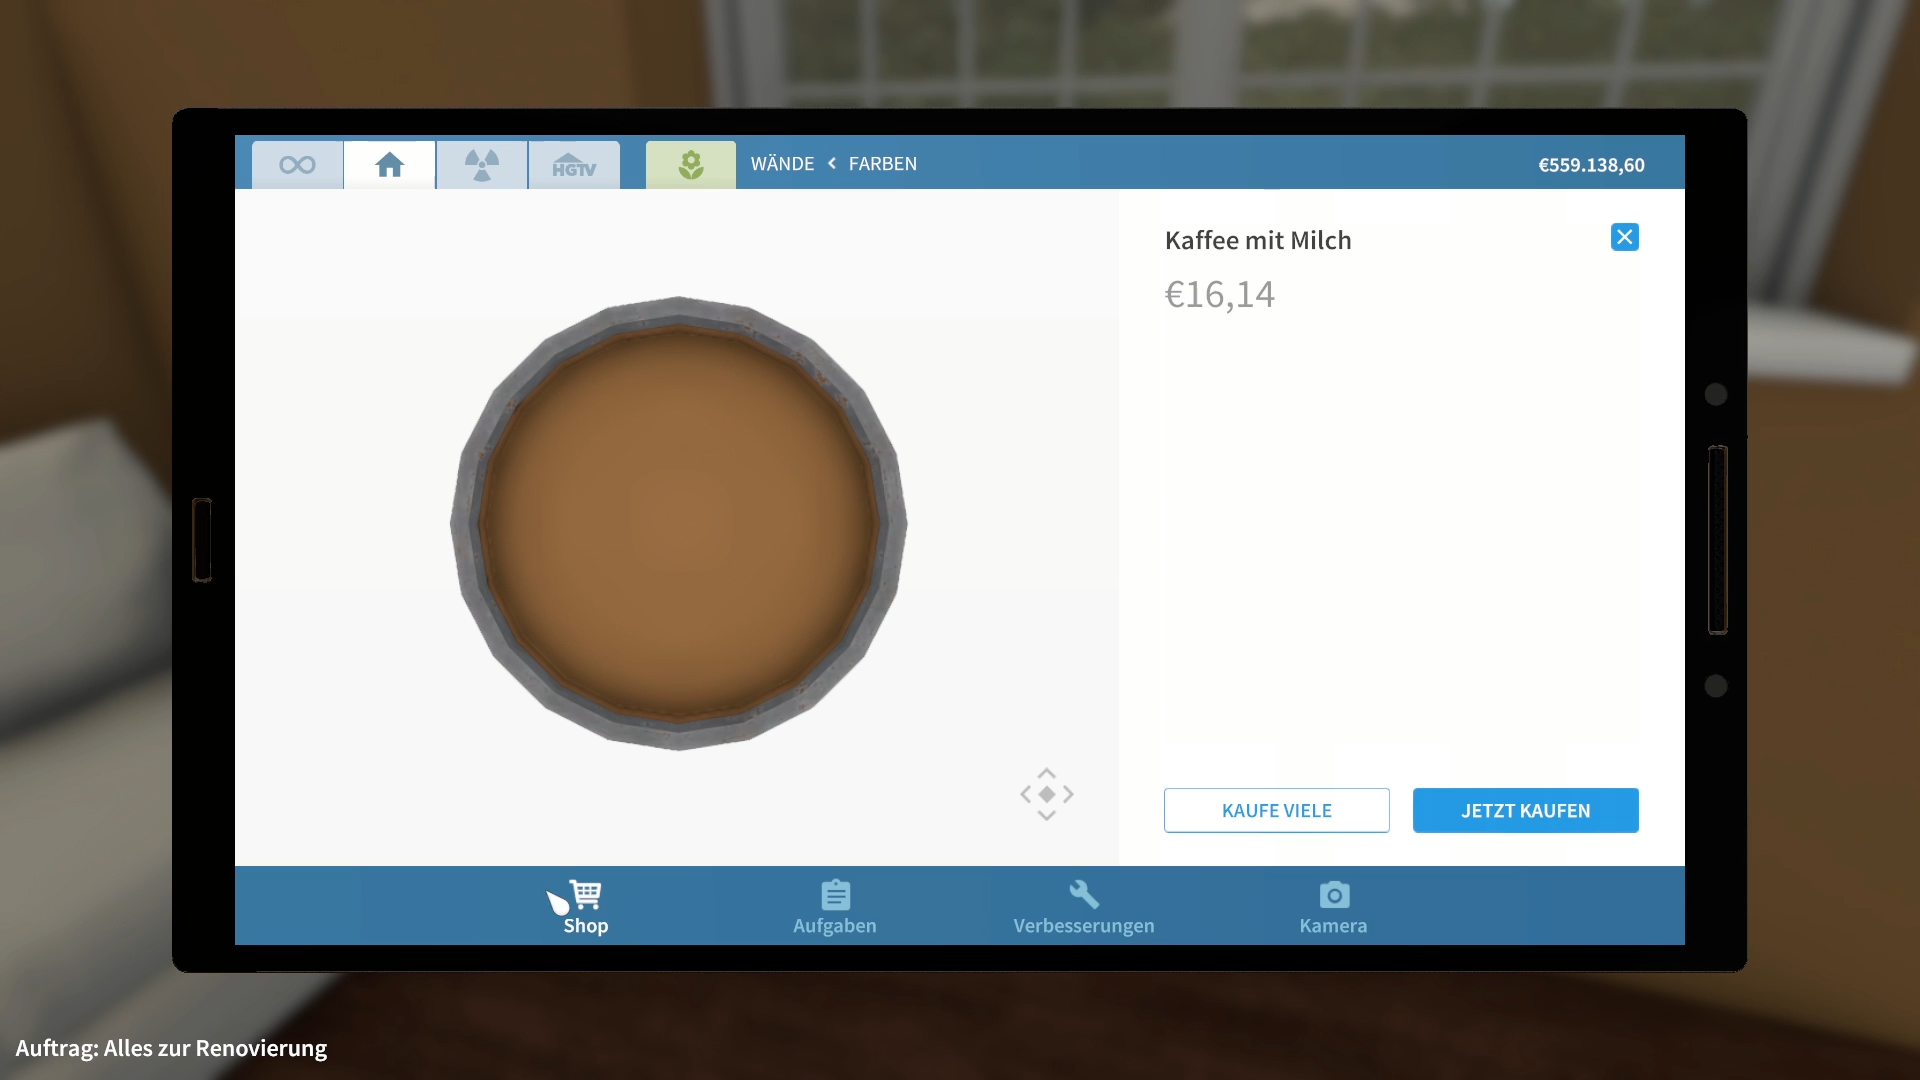 HGTV
WÄNDE < FARBEN
€559.138,60
Kaffee mit Milch
€16,14
KAUFE VIELE
JETZT KAUFEN
Shop
Aufgaben
Verbesserungen
Kamera
Auftrag: Alles zur Renovierung